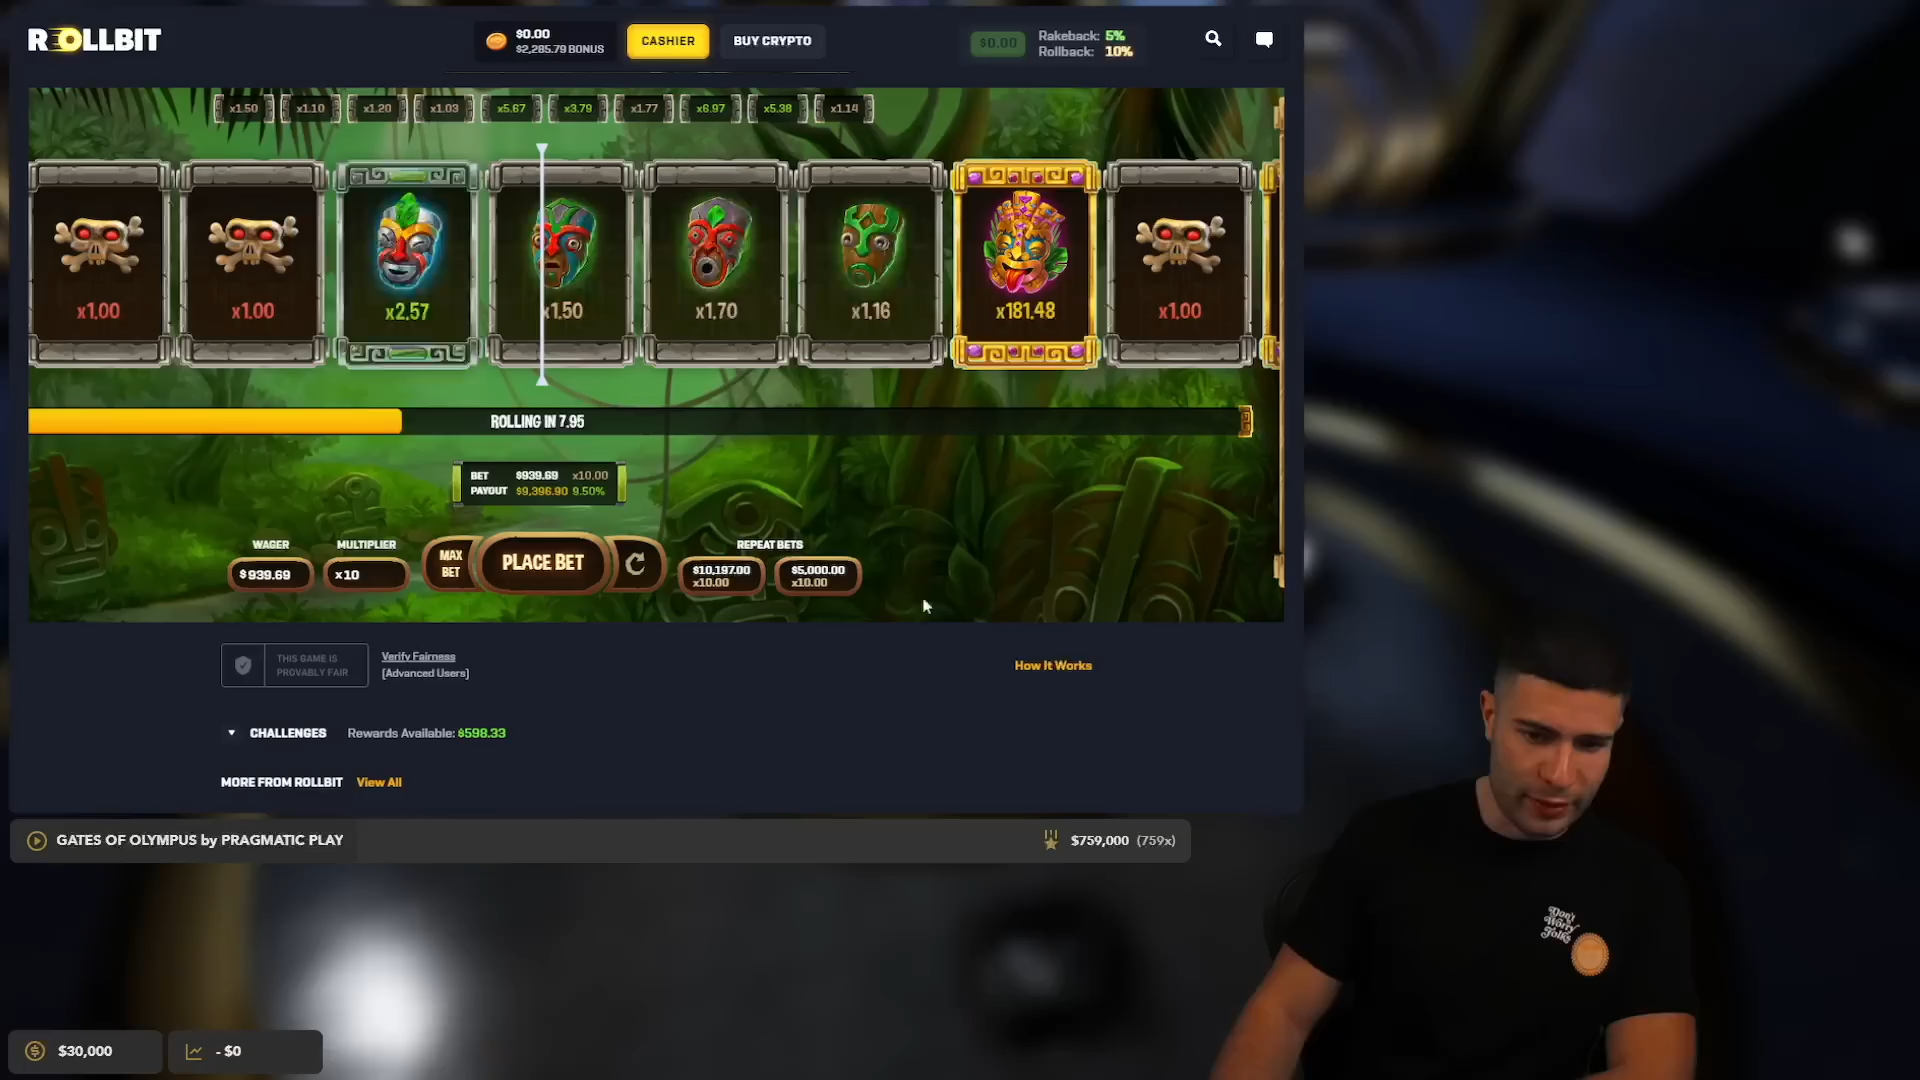 ROLLBIT
$0.00
$2,285.79 BONUS
CASHIER
BUY CRYPTO
$0.00
Rakeback: 5%
Rollback: 10%
x1.50 x1.10 x1.20 x1.03 x5.67 x3.79 x1.77 x6.97 x5.38 x1.14
x1.00 x1.00 x2.57 x1.50 x1.70 x1.16 x181.48 x1.00
ROLLING IN 7.95
BET $939.69 x10.00
PAYOUT $9,396.90 9.50%
WAGER
$939.69
MULTIPLIER
x10
MAX
BET
PLACE BET
REPEAT BETS
$10,197.00
x10.00
$5,000.00
x10.00
THIS GAME IS
PROVABLY FAIR
Verify Fairness
[Advanced Users]
How It Works
CHALLENGES Rewards Available: $598.33
MORE FROM ROLLBIT View All
GATES OF OLYMPUS by PRAGMATIC PLAY
$759,000 (759x)
Don't
Worry
Folks
$30,000
- $0